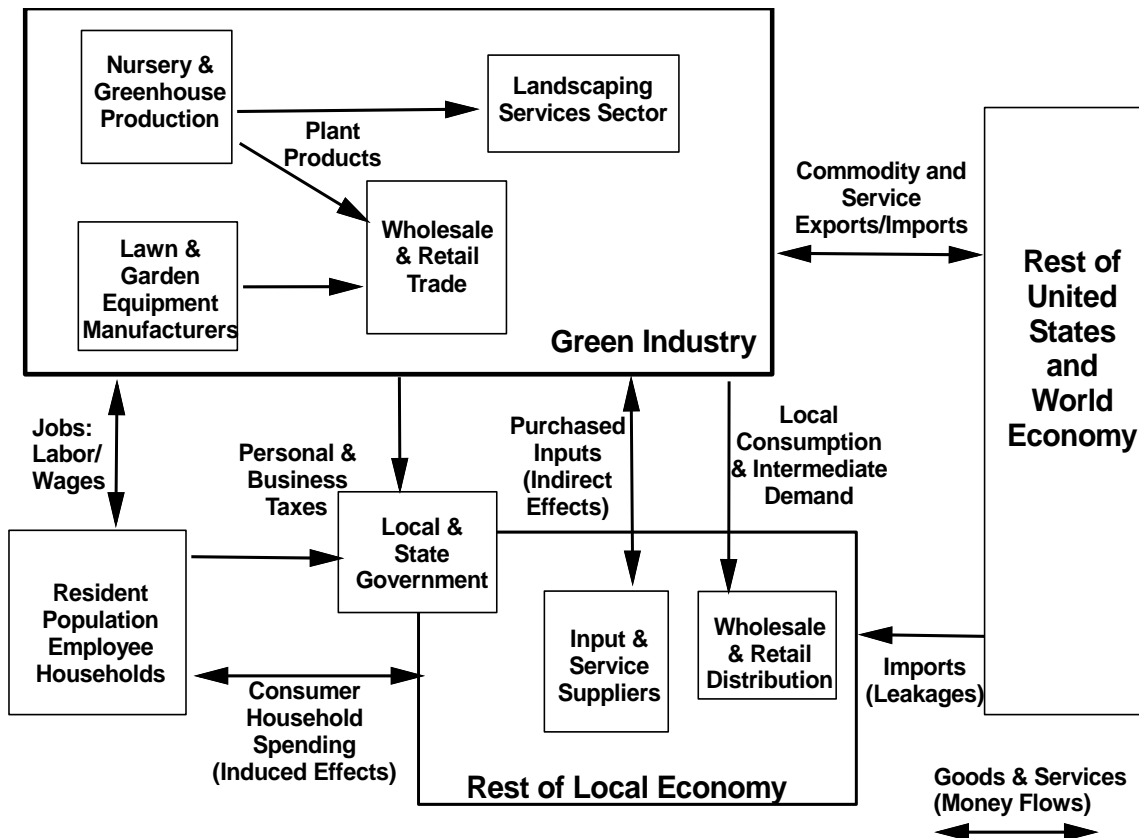 Nursery &
Greenhouse
Production
Landscaping
Services Sector
Plant
Products
Wholesale
& Retail
Trade
Lawn &
Garden
Equipment
Manufacturers
Green Industry
Commodity and
Service
Exports/Imports
Rest of
United
States
and
World
Economy
Jobs:
Labor/
Wages
Personal &
Business
Taxes
Purchased
Inputs
(Indirect
Effects)
Local
Consumption
& Intermediate
Demand
Local &
State
Government
Resident
Population
Employee
Households
Input &
Service
Suppliers
Wholesale
& Retail
Distribution
Imports
(Leakages)
Consumer
Household
Spending
(Induced Effects)
Rest of Local Economy
Goods & Services
(Money Flows)